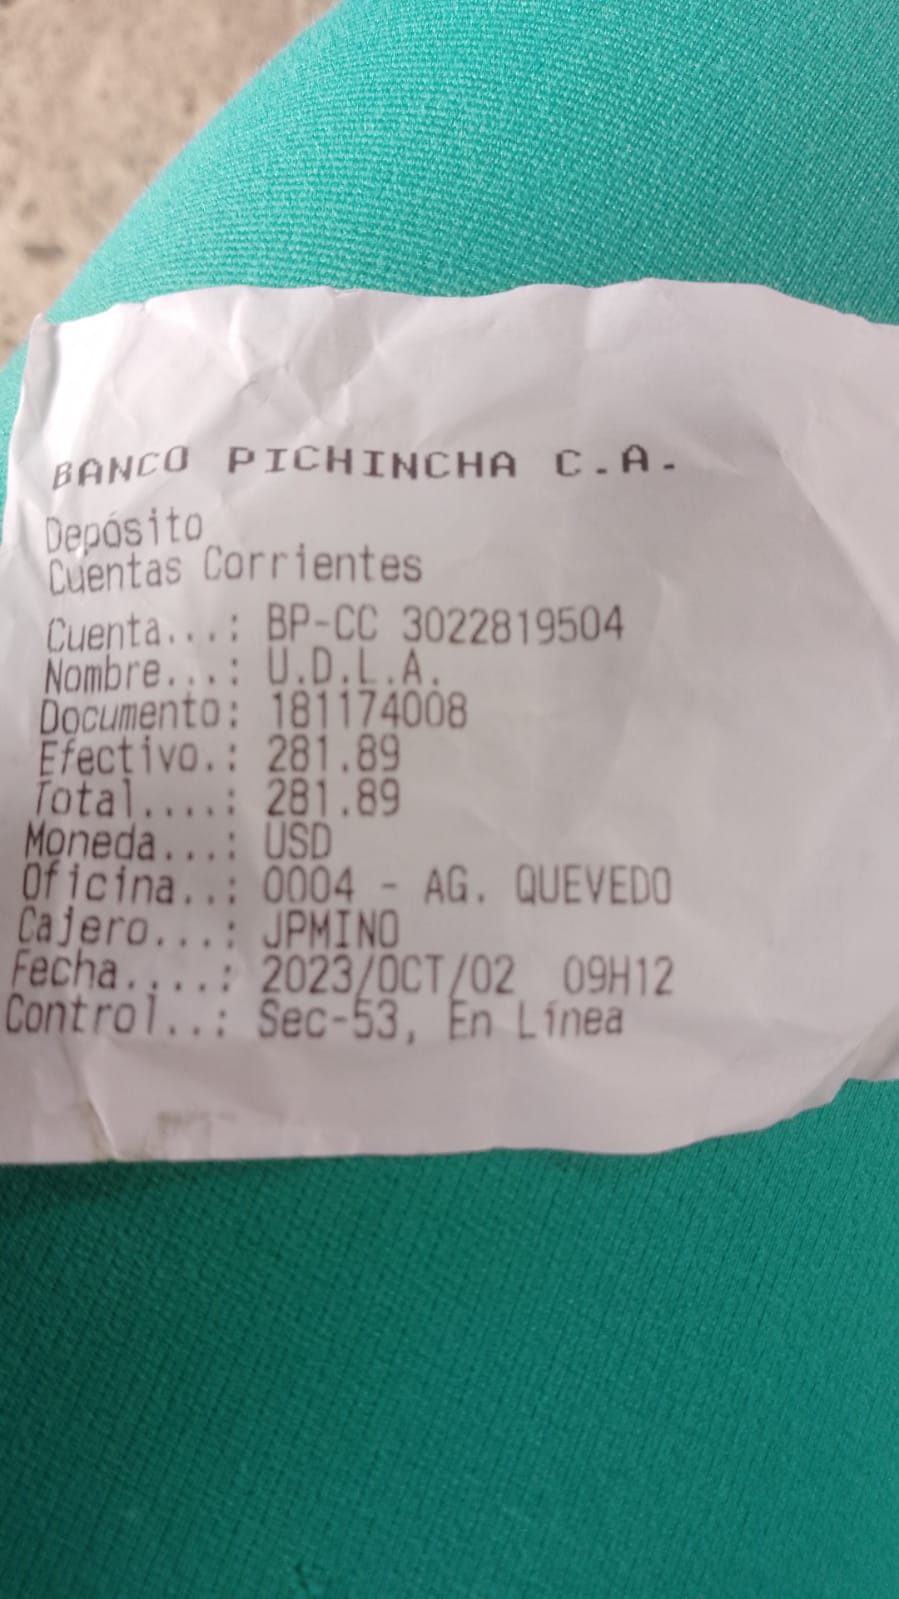 BANCO PICHINCHA C.A.
Depósito
Cuentas Corrientes
Cuenta...: BP-CC 3022819504
Nombre...: U.D.L.A.
Documento: 181174008
Efectivo.: 281.89
Total....: 281.89
Moneda...: USD
Oficina..: 0004 - AG. QUEVEDO
Cajero...: JPMINO
Fecha....: 2023/OCT/02 09H12
Control..: Sec-53, En Línea